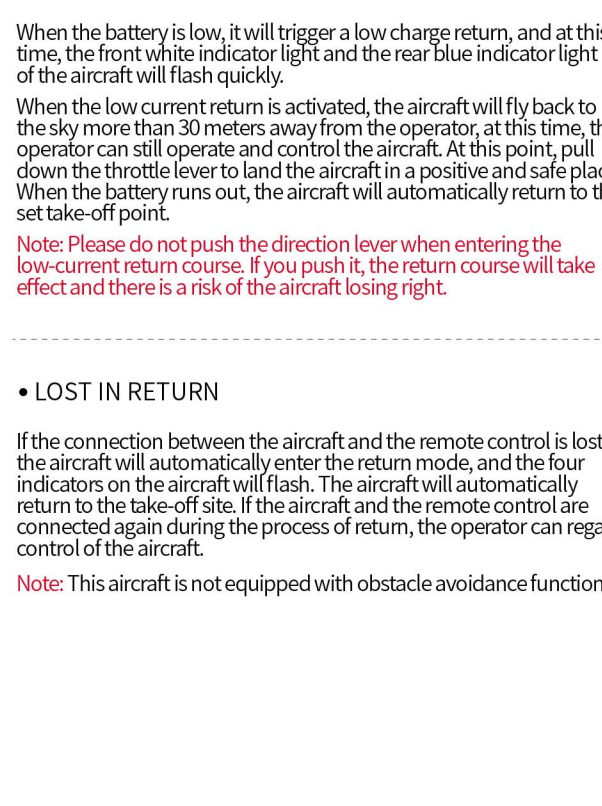 When the battery is low, it will trigger a low charge return, and at this
time, the front white indicator light and the rear blue indicator light
of the aircraft will flash quickly.
When the low current return is activated, the aircraft will fly back to
the sky more than 30 meters away from the operator, at this time, th
operator can still operate and control the aircraft. At this point, pull
down the throttle lever to land the aircraft in a positive and safe plac
When the battery runs out, the aircraft will automatically return to th
set take-off point.
Note: Please do not push the direction lever when entering the
low-current return course. If you push it, the return course will take
effect and there is a risk of the aircraft losing right.
• LOST IN RETURN
If the connection between the aircraft and the remote control is lost
the aircraft will automatically enter the return mode, and the four
indicators on the aircraft will flash. The aircraft will automatically
return to the take-off site. If the aircraft and the remote control are
connected again during the process of return, the operator can rega
control of the aircraft.
Note: This aircraft is not equipped with obstacle avoidance function